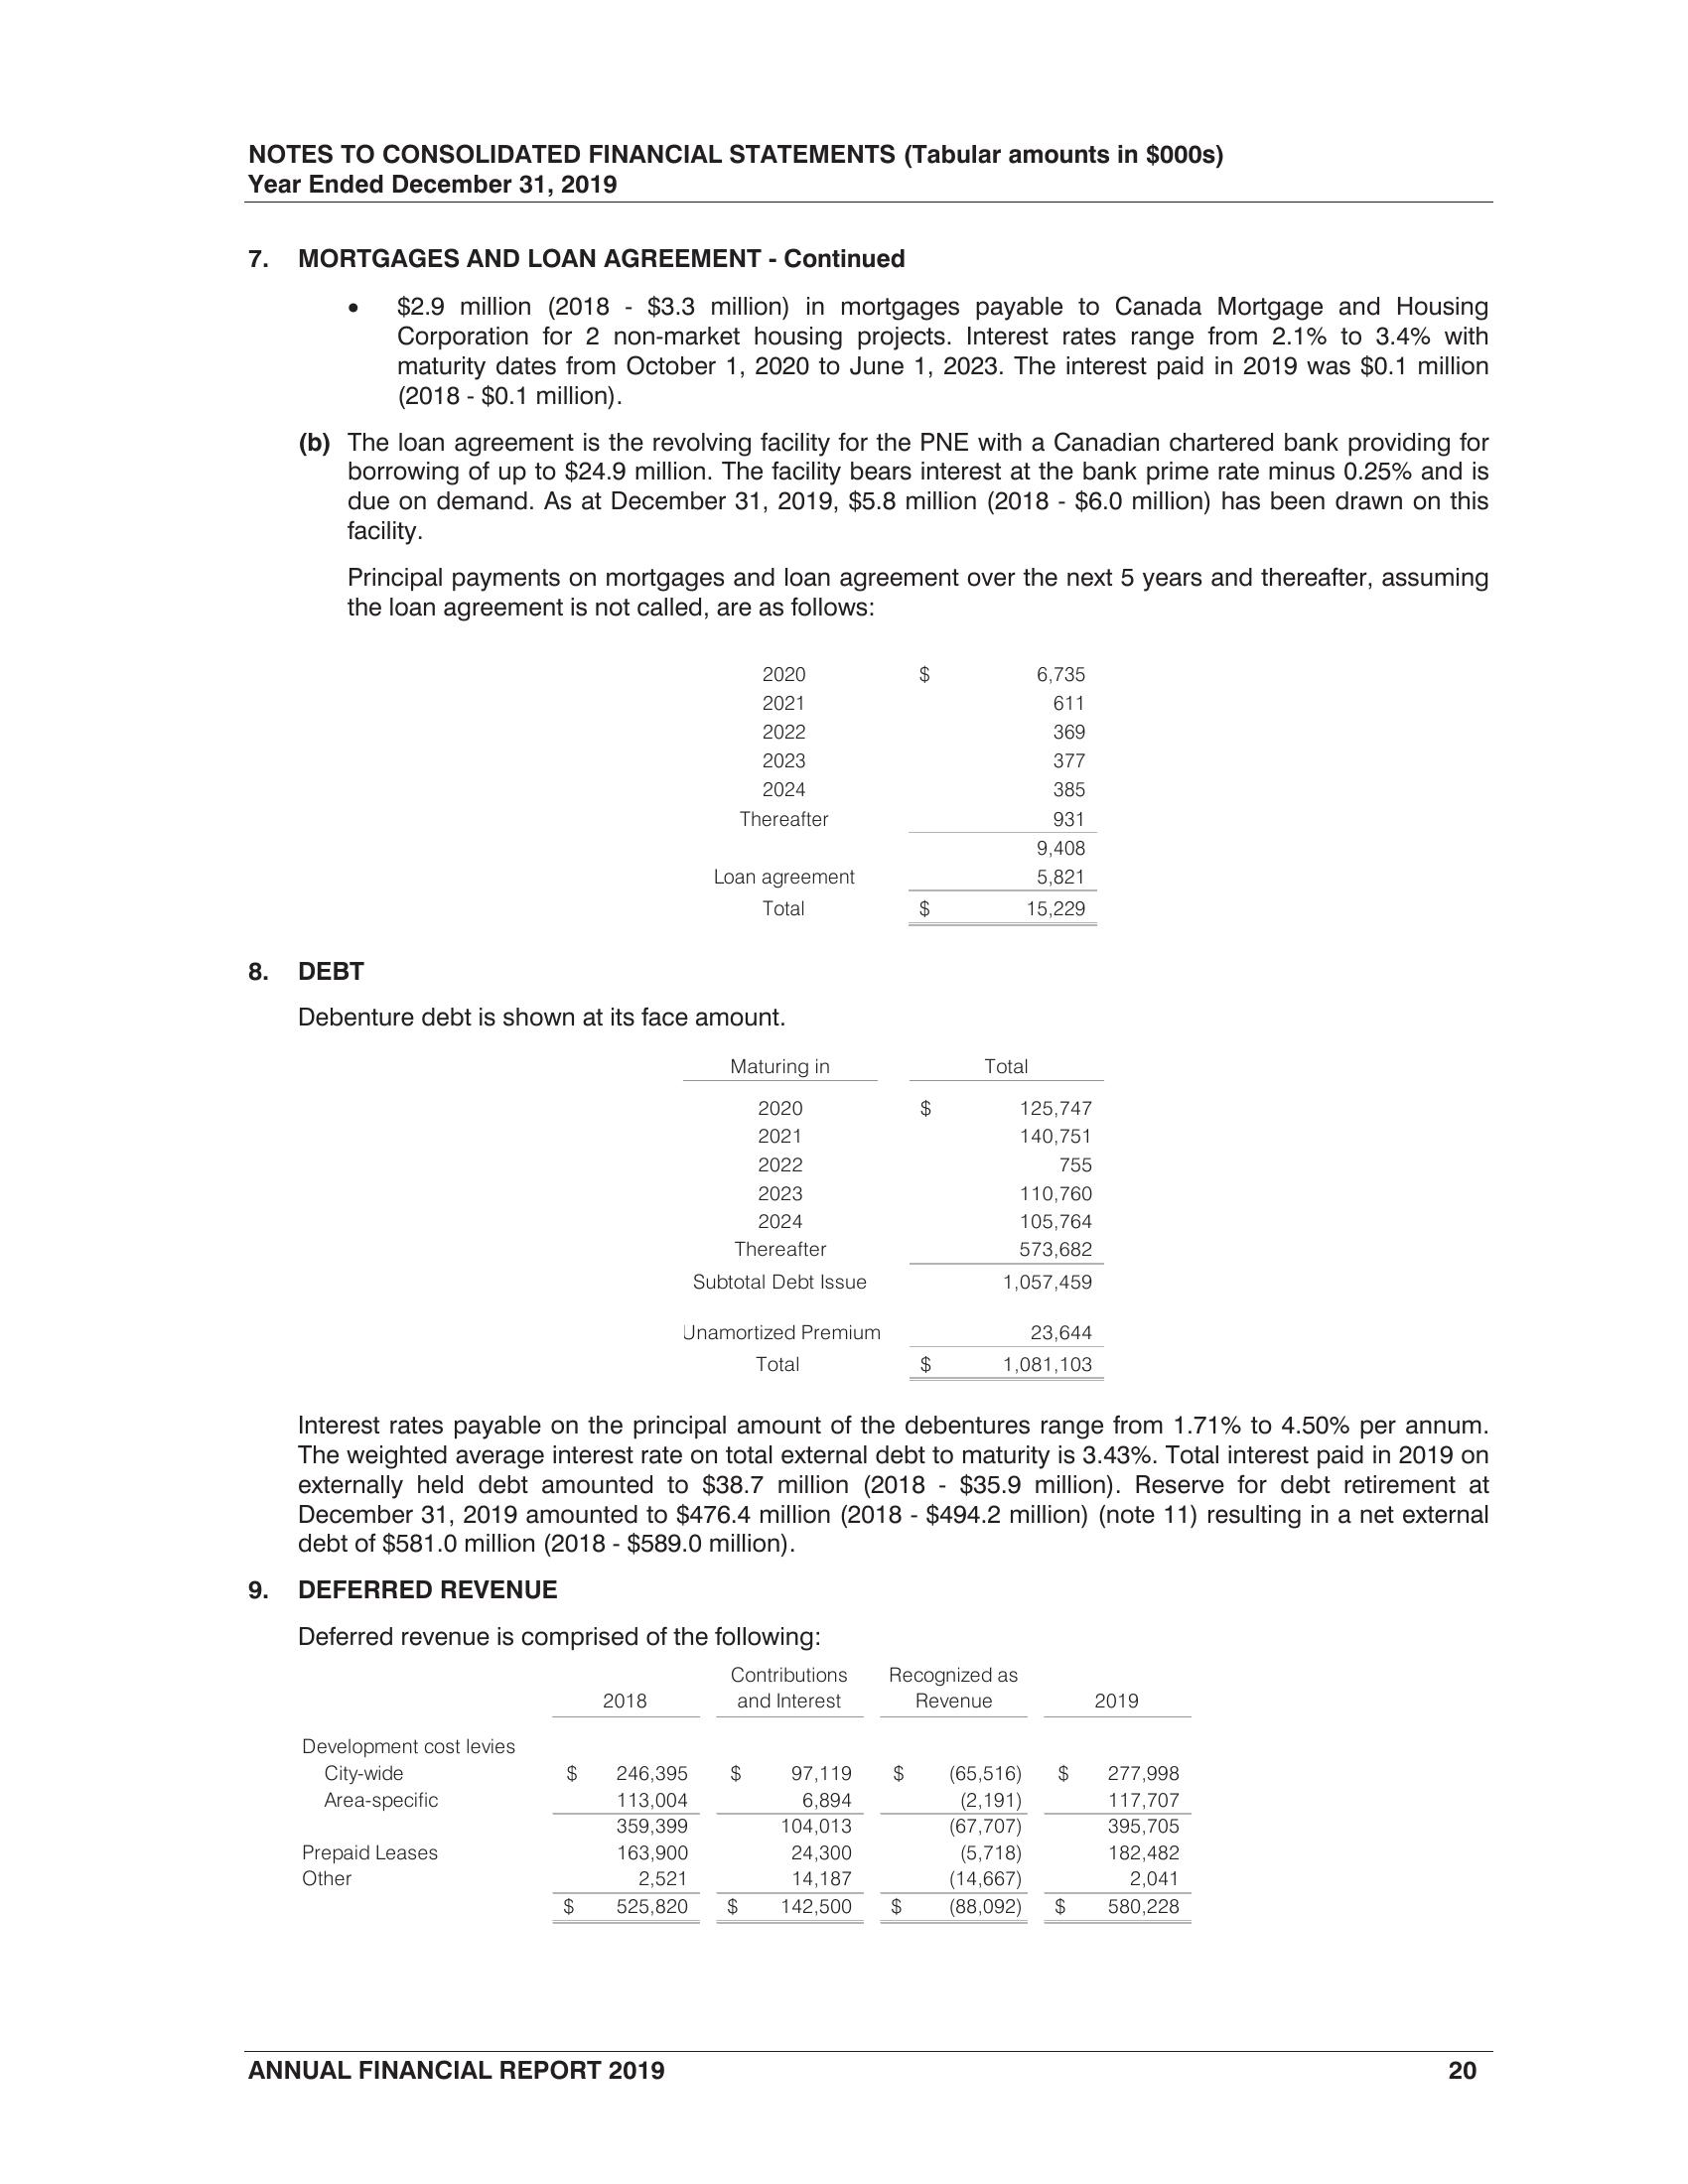 NOTES TO CONSOLIDATED FINANCIAL STATEMENTS (Tabular amounts in $000s)
Year Ended December 31, 2019
7. MORTGAGES AND LOAN AGREEMENT - Continued
• $2.9 million (2018 - $3.3 million) in mortgages payable to Canada Mortgage and Housing
Corporation for 2 non-market housing projects. Interest rates range from 2.1% to 3.4% with
maturity dates from October 1, 2020 to June 1, 2023. The interest paid in 2019 was $0.1 million
(2018 - $0.1 million).
(b) The loan agreement is the revolving facility for the PNE with a Canadian chartered bank providing for
borrowing of up to $24.9 million. The facility bears interest at the bank prime rate minus 0.25% and is
due on demand. As at December 31, 2019, $5.8 million (2018 - $6.0 million) has been drawn on this
facility.
Principal payments on mortgages and loan agreement over the next 5 years and thereafter, assuming
the loan agreement is not called, are as follows:
2020 $ 6,735
2021 611
2022 369
2023 377
2024 385
Thereafter 931
9,408
Loan agreement 5,821
Total $ 15,229
8. DEBT
Debenture debt is shown at its face amount.
Maturing in Total
2020 $ 125,747
2021 140,751
2022 755
2023 110,760
2024 105,764
Thereafter 573,682
Subtotal Debt Issue 1,057,459
Unamortized Premium 23,644
Total $ 1,081,103
Interest rates payable on the principal amount of the debentures range from 1.71% to 4.50% per annum.
The weighted average interest rate on total external debt to maturity is 3.43%. Total interest paid in 2019 on
externally held debt amounted to $38.7 million (2018 - $35.9 million). Reserve for debt retirement at
December 31, 2019 amounted to $476.4 million (2018 - $494.2 million) (note 11) resulting in a net external
debt of $581.0 million (2018 - $589.0 million).
9. DEFERRED REVENUE
Deferred revenue is comprised of the following:
Contributions Recognized as
2018 and Interest Revenue 2019
Development cost levies
City-wide $ 246,395 $ 97,119 $ (65,516) $ 277,998
Area-specific 113,004 6,894 (2,191) 117,707
359,399 104,013 (67,707) 395,705
Prepaid Leases 163,900 24,300 (5,718) 182,482
Other 2,521 14,187 (14,667) 2,041
$ 525,820 $ 142,500 $ (88,092) $ 580,228
ANNUAL FINANCIAL REPORT 2019 20